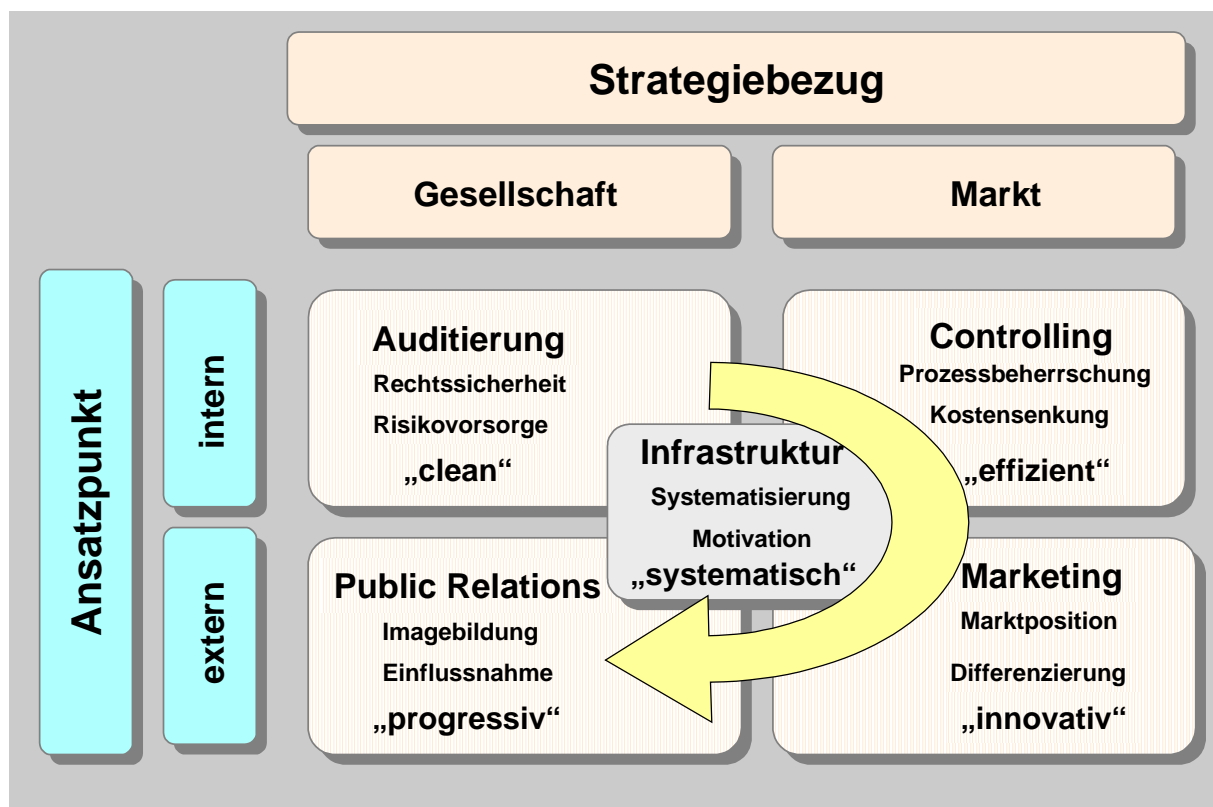 Strategiebezug
Gesellschaft
Markt
Ansatzpunkt
intern
extern
Auditierung
Rechtssicherheit
Risikovorsorge
„clean“
Controlling
Prozessbeherrschung
Kostensenkung
„effizient“
Infrastruktur
Systematisierung
Motivation
„systematisch“
Public Relations
Imagebildung
Einflussnahme
„progressiv“
Marketing
Marktposition
Differenzierung
„innovativ“